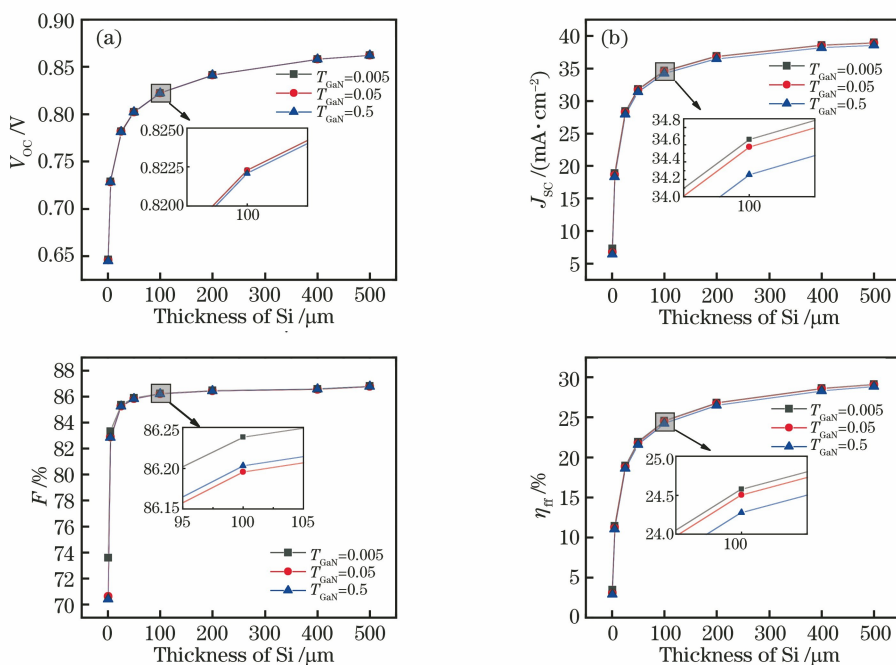 (a)
0.90
0.85
0.80
0.75
0.70
0.65
V_OC /V
T_GaN=0.005
T_GaN=0.05
T_GaN=0.5
0.8250
0.8225
0.8200
100
0 100 200 300 400 500
Thickness of Si /μm
(b)
40
35
30
25
20
15
10
5
J_SC /(mA·cm⁻²)
T_GaN=0.005
T_GaN=0.05
T_GaN=0.5
34.8
34.6
34.4
34.2
34.0
100
0 100 200 300 400 500
Thickness of Si /μm
88
86
84
82
80
78
76
74
72
70
F/%
86.25
86.20
86.15
95 100 105
T_GaN=0.005
T_GaN=0.05
T_GaN=0.5
0 100 200 300 400 500
Thickness of Si /μm
30
25
20
15
10
5
0
η_ff /%
T_GaN=0.005
T_GaN=0.05
T_GaN=0.5
25.0
24.5
24.0
100
0 100 200 300 400 500
Thickness of Si /μm